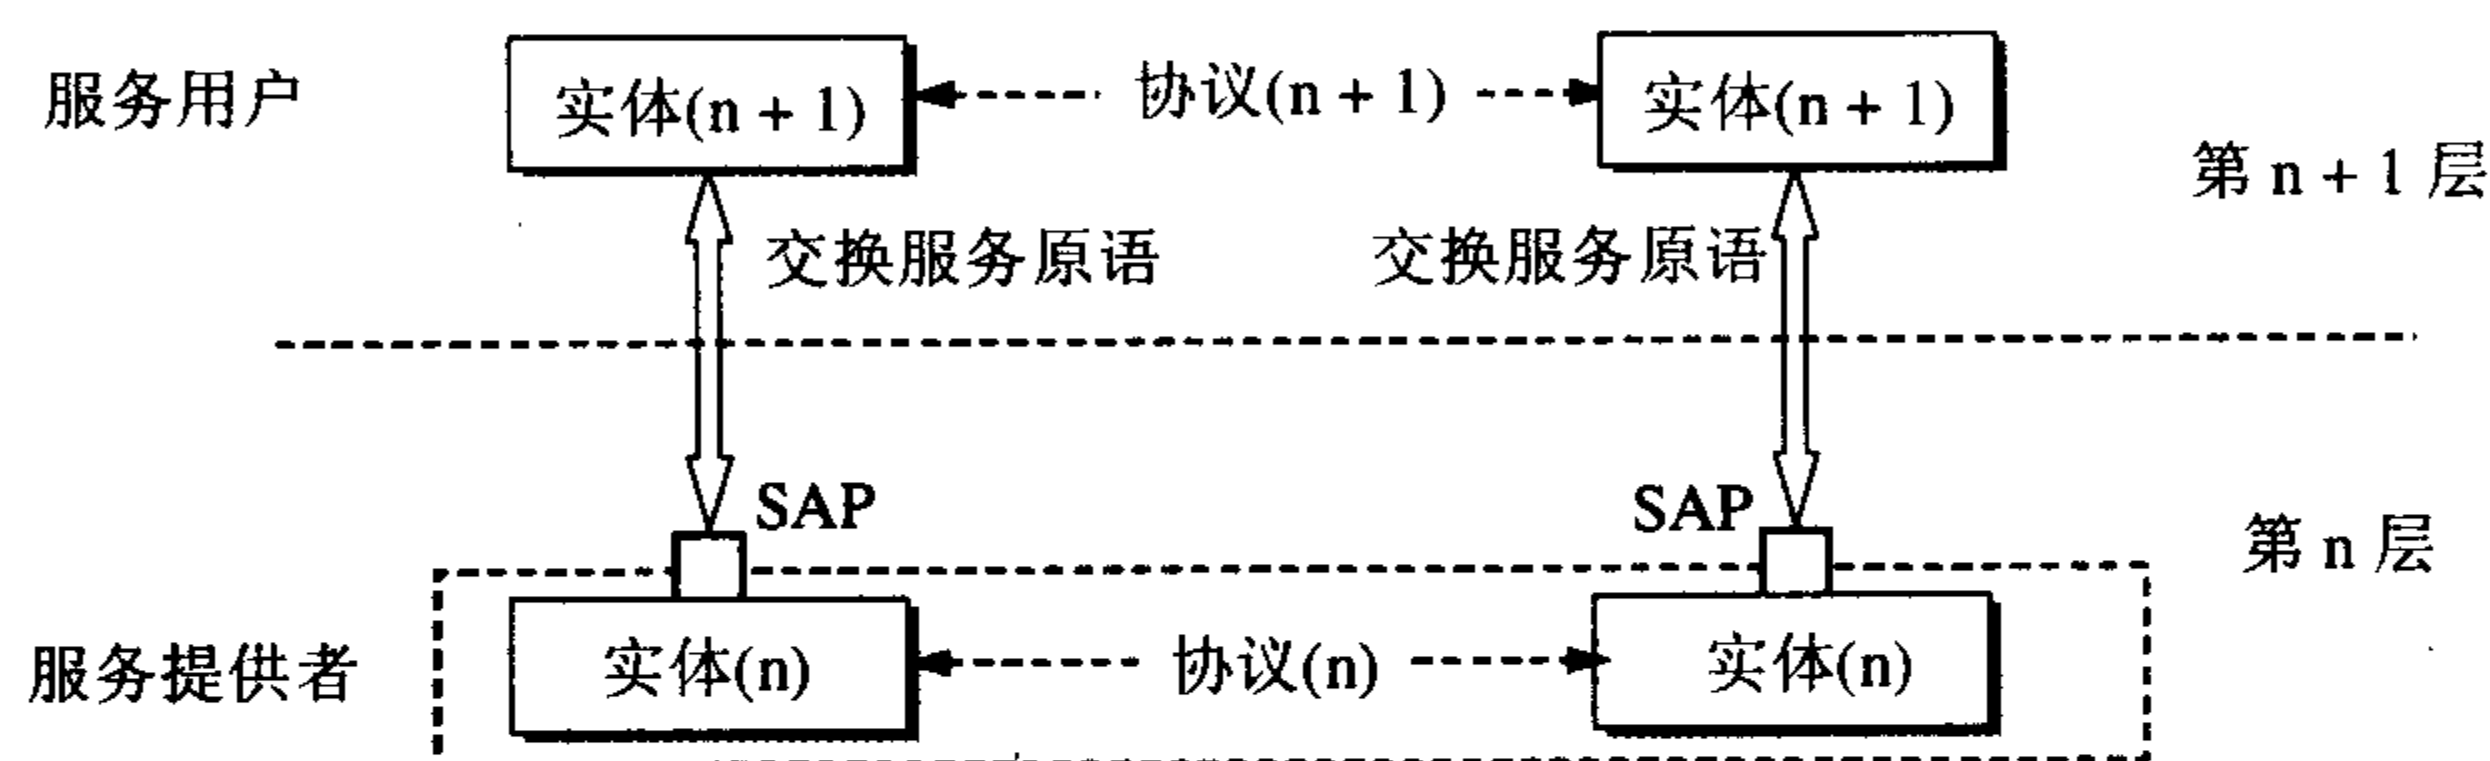 服务用户 实体(n + 1) 协议(n + 1) 实体(n + 1)
第 n + 1 层
交换服务原语 交换服务原语
SAP SAP
第 n 层
服务提供者 实体(n) 协议(n) 实体(n)